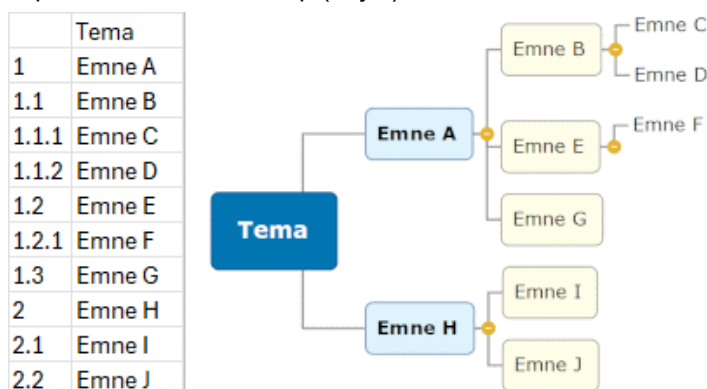 Tema
1 Emne A
1.1 Emne B
1.1.1 Emne C
1.1.2 Emne D
1.2 Emne E
1.2.1 Emne F
1.3 Emne G
2 Emne H
2.1 Emne I
2.2 Emne J
Tema
Emne A
Emne B
Emne C
Emne D
Emne E
Emne F
Emne G
Emne H
Emne I
Emne J